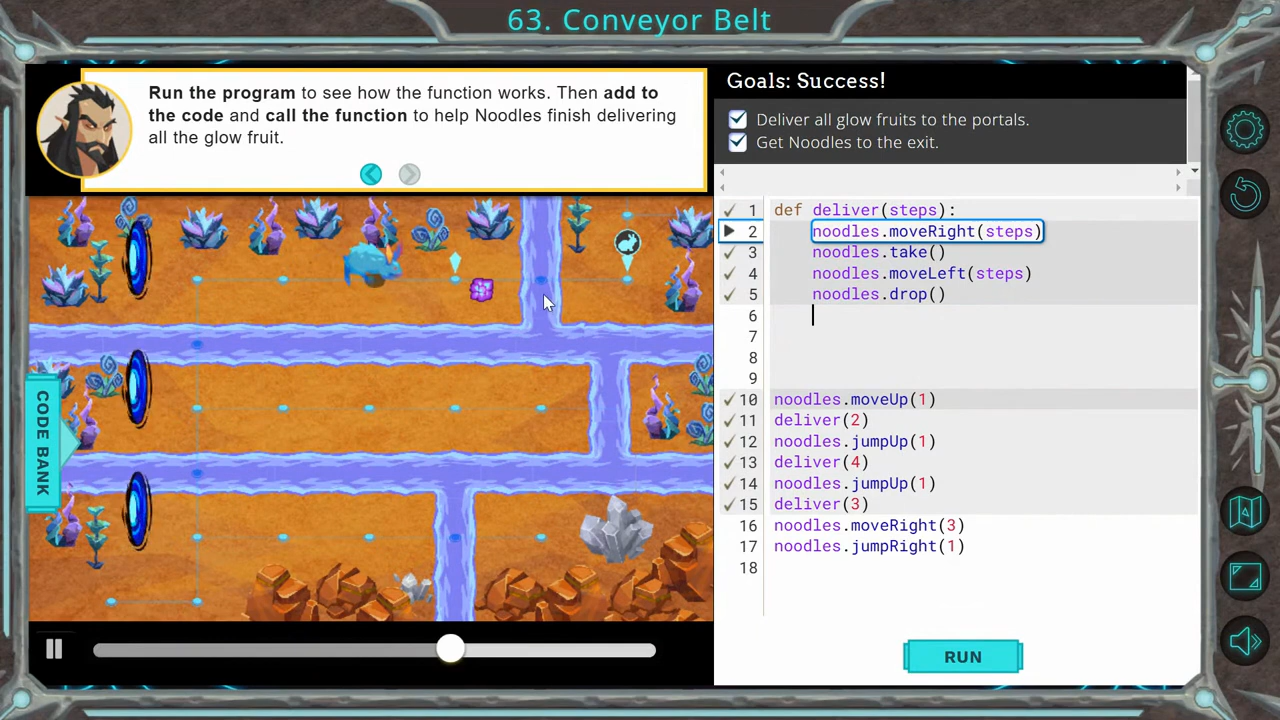 63. Conveyor Belt
Run the program to see how the function works. Then add to
the code and call the function to help Noodles finish delivering
all the glow fruit.
Goals: Success!
Deliver all glow fruits to the portals.
Get Noodles to the exit.
CODE BANK
1 def deliver(steps):
2 noodles.moveRight(steps)
3 noodles.take()
4 noodles.moveLeft(steps)
5 noodles.drop()
6
7
8
9
10 noodles.moveUp(1)
11 deliver(2)
12 noodles.jumpUp(1)
13 deliver(4)
14 noodles.jumpUp(1)
15 deliver(3)
16 noodles.moveRight(3)
17 noodles.jumpRight(1)
18
RUN